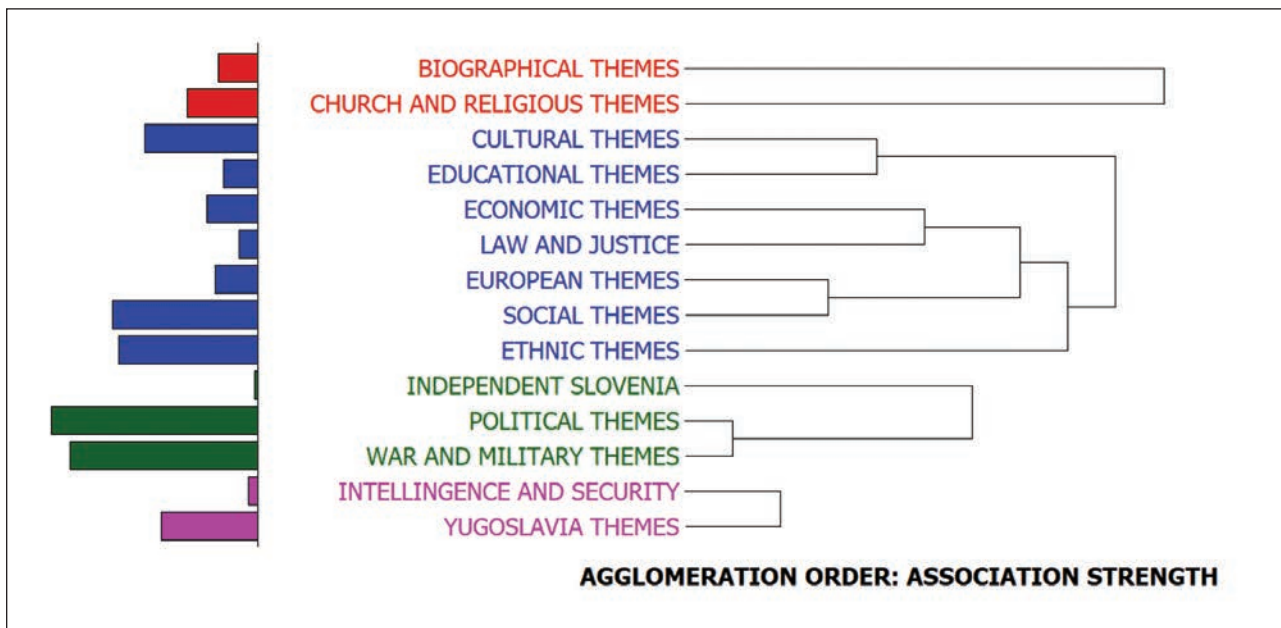 BIOGRAPHICAL THEMES
CHURCH AND RELIGIOUS THEMES
CULTURAL THEMES
EDUCATIONAL THEMES
ECONOMIC THEMES
LAW AND JUSTICE
EUROPEAN THEMES
SOCIAL THEMES
ETHNIC THEMES
INDEPENDENT SLOVENIA
POLITICAL THEMES
WAR AND MILITARY THEMES
INTELLINGENCE AND SECURITY
YUGOSLAVIA THEMES
AGGLOMERATION ORDER: ASSOCIATION STRENGTH